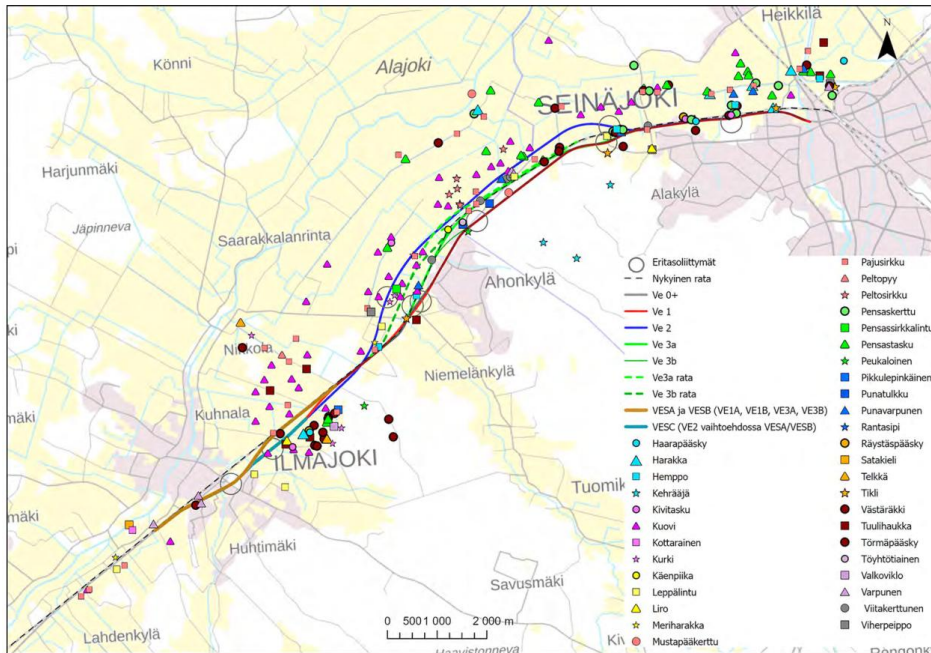 Heikkilä
N
Könni
Alajoki
SEINÄJOKI
Harjunmäki
Alakylä
Jäpinneva
Saarakkalanrinta
Ahonkylä
Nikkola
Niemelänkylä
Kuhnala
mäki
ILMAJOKI
Tuomik
mäki
Huhtimäki
Savusmäki
Lahdenkylä
Haavistonneva
0 500 1 000 2 000 m
Eritasoliittymät
Nykyinen rata
Ve 0+
Ve 1
Ve 2
Ve 3a
Ve 3b
Ve3a rata
Ve 3b rata
VESA ja VESB (VE1A, VE1B, VE3A, VE3B)
VESC (VE2 vaihtoehdossa VESA/VESB)
Haarapääsky
Harakka
Hemppo
Kehrääjä
Kivitasku
Kuovi
Kottarainen
Kurki
Käenpiika
Leppälintu
Liro
Meriharakka
Mustapääkerttu
Pajusirkku
Peltopyy
Peltosirkku
Pensaskerttu
Pensassirkkalintu
Pensastasku
Peukaloinen
Pikkulepinkäinen
Punatulkku
Punavarpunen
Rantasipi
Räystäspääsky
Satakieli
Telkkä
Tikli
Västäräkki
Tuulihaukka
Törmäpääsky
Töyhtötiainen
Valkoviklo
Varpunen
Viitakerttunen
Viherpeippo